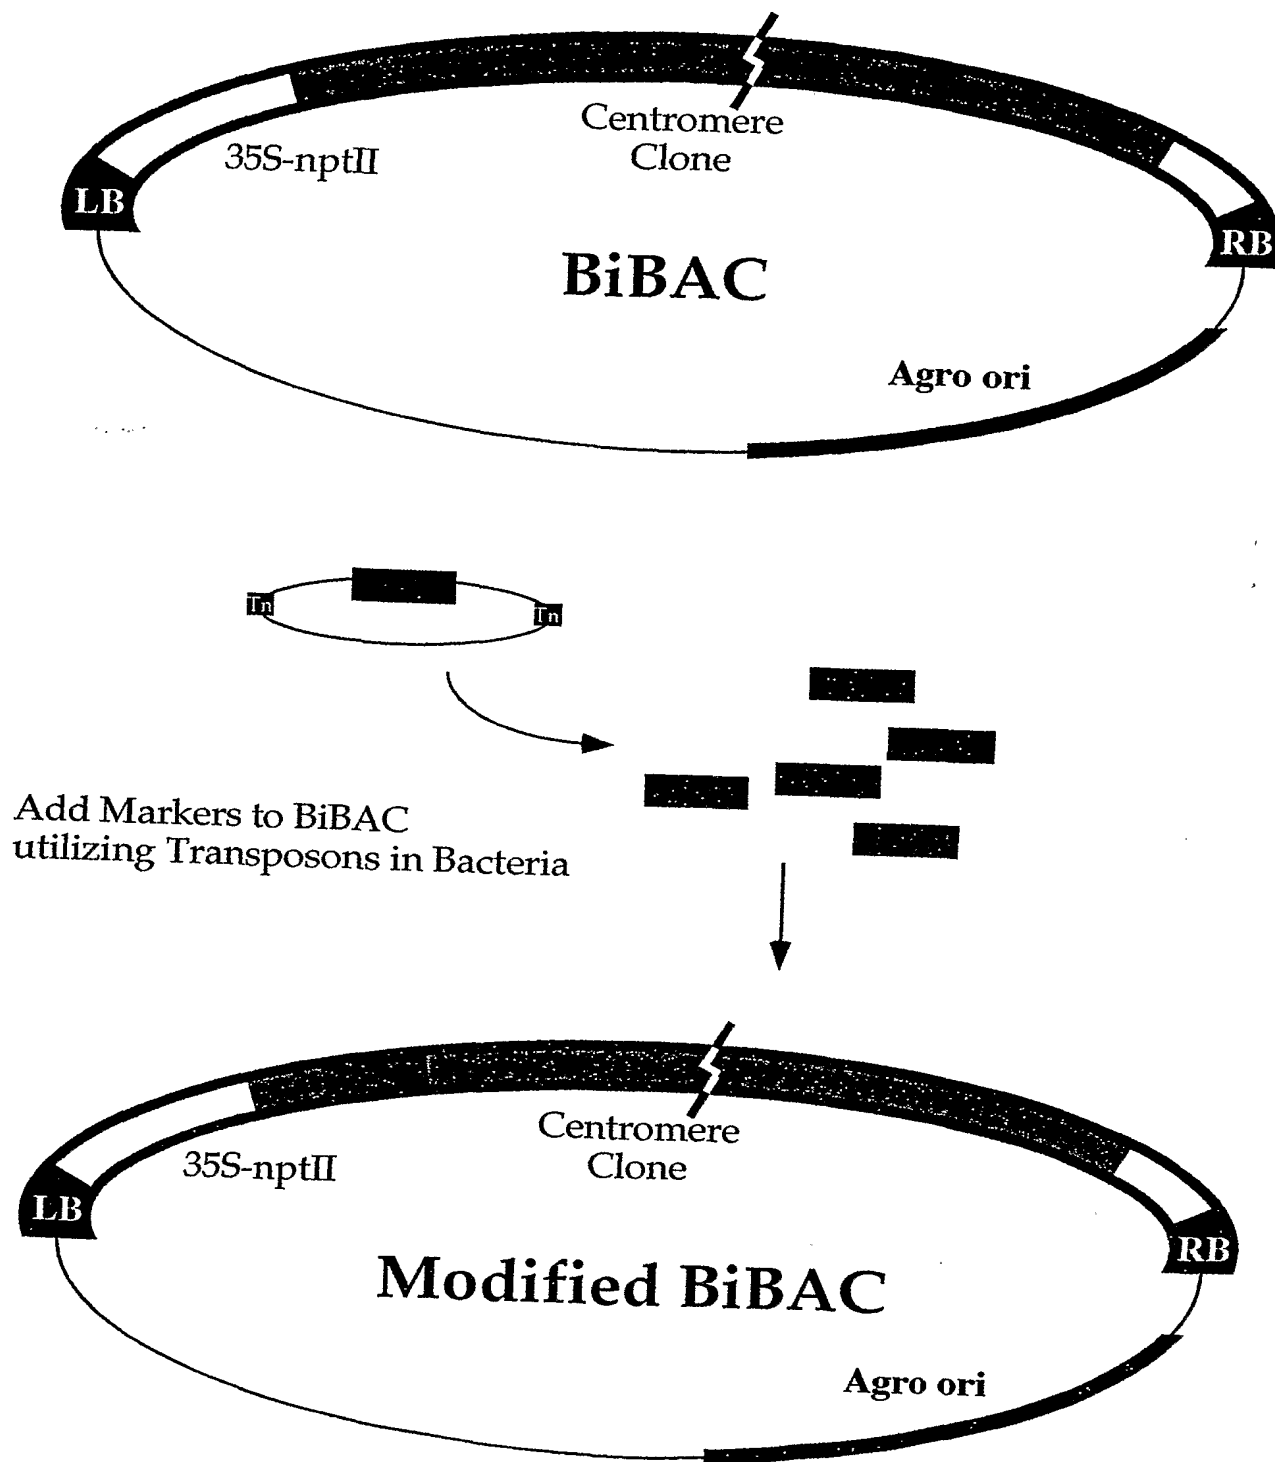 Centromere
Clone
35S-nptII
LB
RB
BiBAC
Agro ori
Tn
Tn
Add Markers to BiBAC
utilizing Transposons in Bacteria
Centromere
Clone
35S-nptII
LB
RB
Modified BiBAC
Agro ori